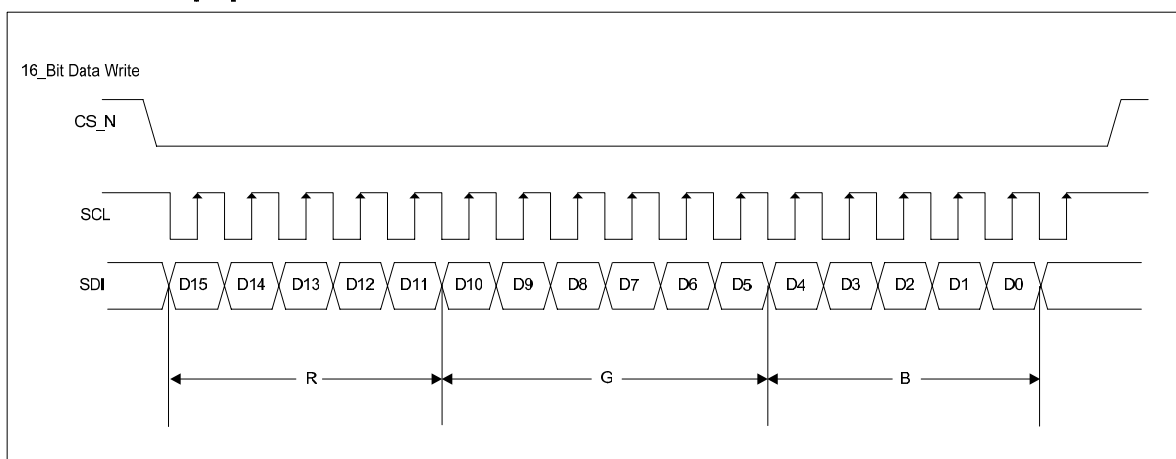 16_Bit Data Write
CS_N
SCL
SDI D15 D14 D13 D12 D11 D10 D9 D8 D7 D6 D5 D4 D3 D2 D1 D0
R G B